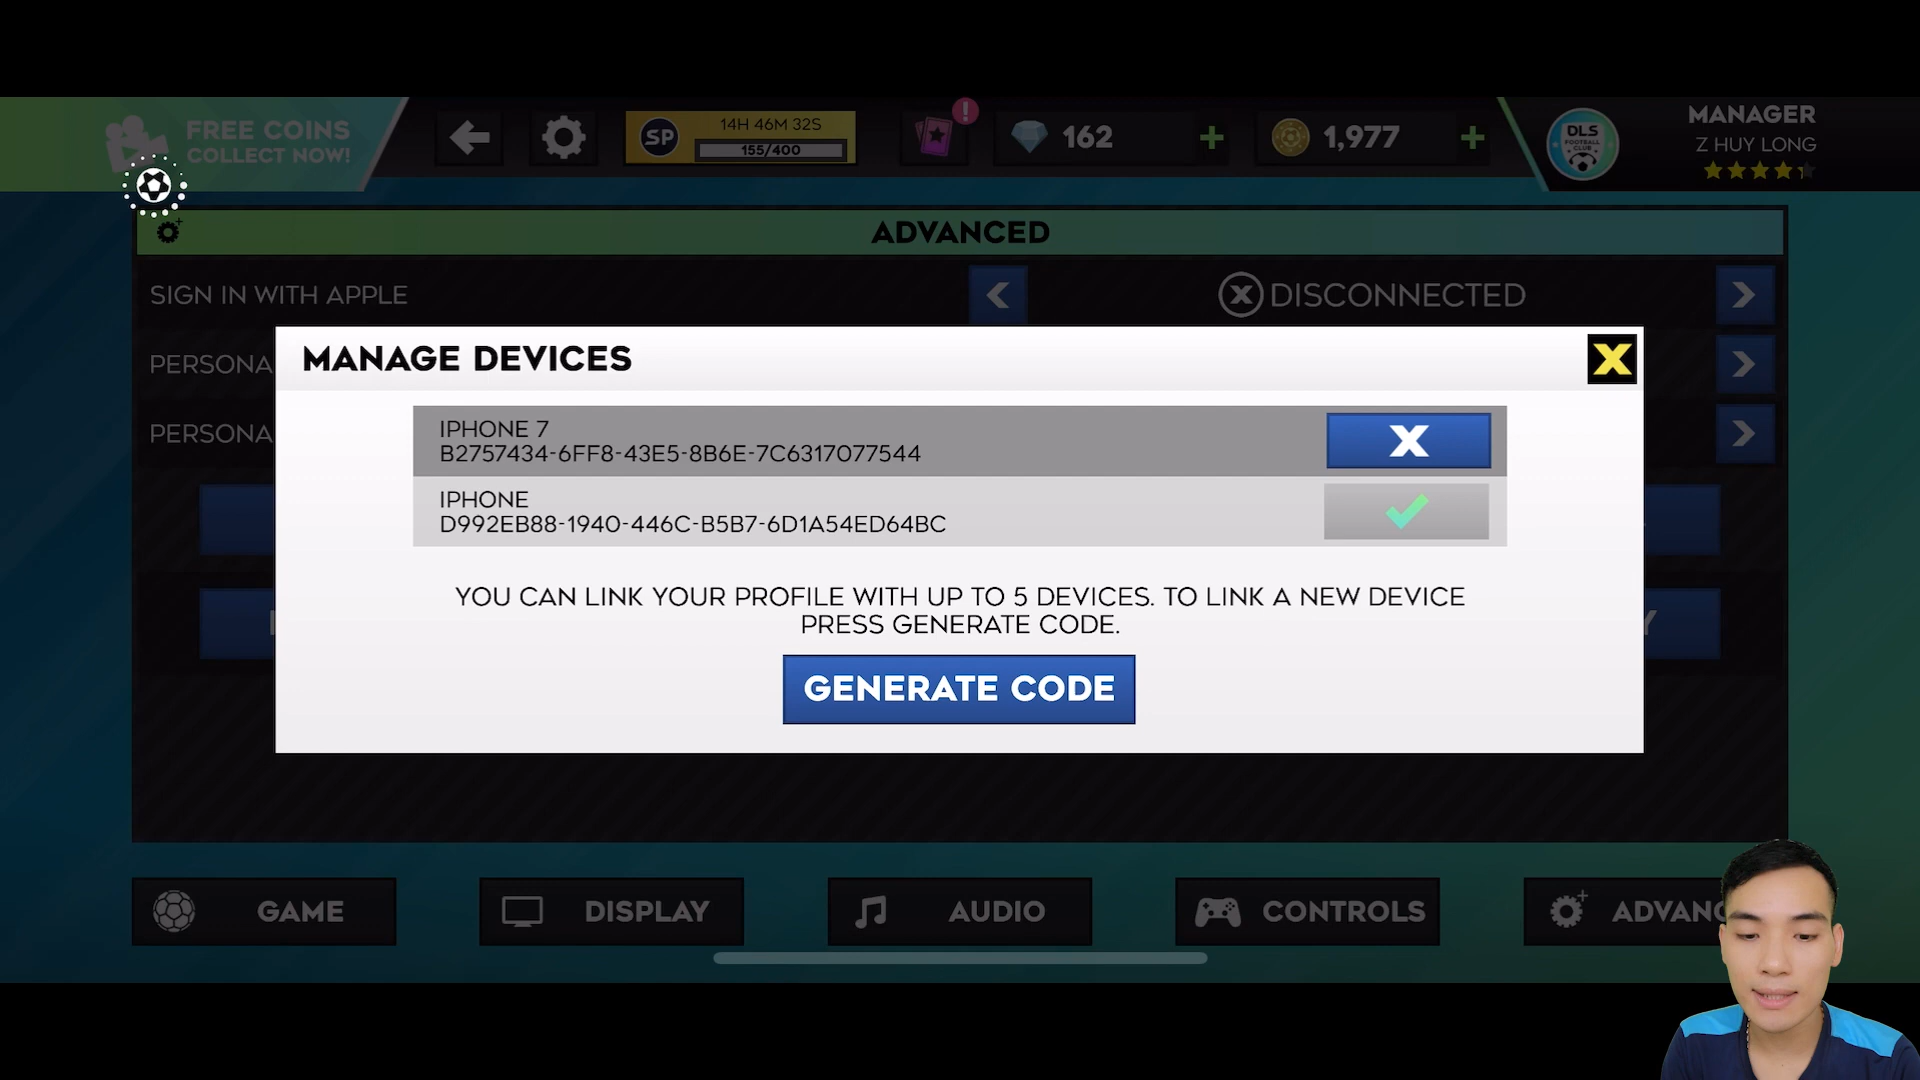 FREE COINS
COLLECT NOW!
SP
14H 46M 32S
155/400
!
162
1,977
DLS
FOOTBALL
CLUB
MANAGER
Z HUY LONG
ADVANCED
SIGN IN WITH APPLE
DISCONNECTED
PERSONA
PERSONA
MANAGE DEVICES
X
IPHONE 7
B2757434-6FF8-43E5-8B6E-7C6317077544
X
IPHONE
D992EB88-1940-446C-B5B7-6D1A54ED64BC
YOU CAN LINK YOUR PROFILE WITH UP TO 5 DEVICES. TO LINK A NEW DEVICE
PRESS GENERATE CODE.
GENERATE CODE
Y
GAME
DISPLAY
AUDIO
CONTROLS
ADVANC